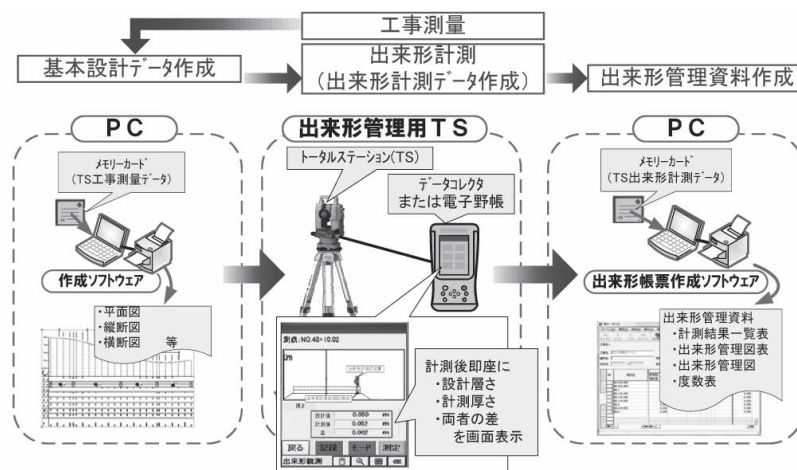 工事測量
基本設計データ作成
出来形計測
(出来形計測データ作成)
出来形管理資料作成
PC
メモリーカード
(TS工事測量データ)
作成ソフトウェア
・平面図
・縦断図
・横断図 等
出来形管理用TS
トータルステーション(TS)
データコレクタ
または電子野帳
測点:NO.48+10.02
厚さ
設計値 0.050 m
計測値 0.052 m
差 0.002 m
戻る 記録 モード 測定
出来形観測
計測後即座に
・設計層さ
・計測厚さ
・両者の差
を画面表示
PC
メモリーカード
(TS出来形計測データ)
出来形帳票作成ソフトウェア
出来形管理資料
・計測結果一覧表
・出来形管理図表
・出来形管理図
・度数表